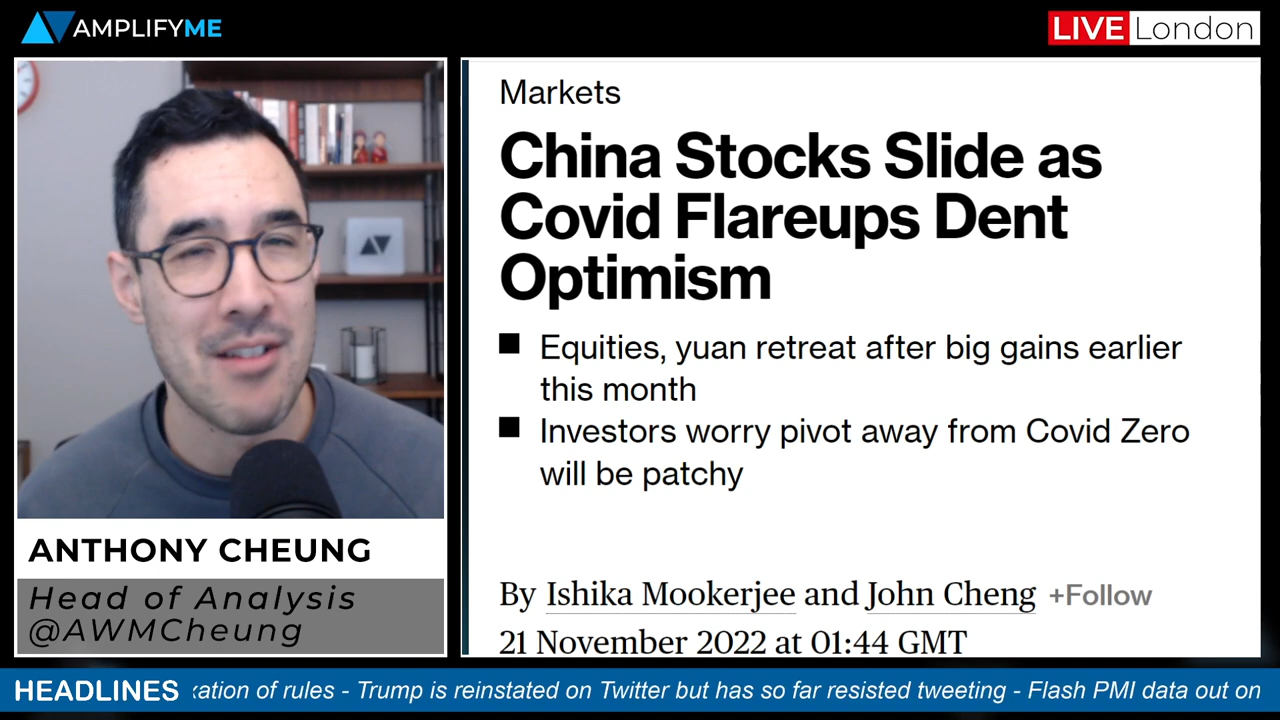 AMPLIFYME
LIVE London
Markets
China Stocks Slide as
Covid Flareups Dent
Optimism
Equities, yuan retreat after big gains earlier
this month
Investors worry pivot away from Covid Zero
will be patchy
By Ishika Mookerjee and John Cheng +Follow
21 November 2022 at 01:44 GMT
ANTHONY CHEUNG
Head of Analysis
@AWMCheung
HEADLINES of rules - Trump is reinstated on Twitter but has so far resisted tweeting - Flash PMI data out on